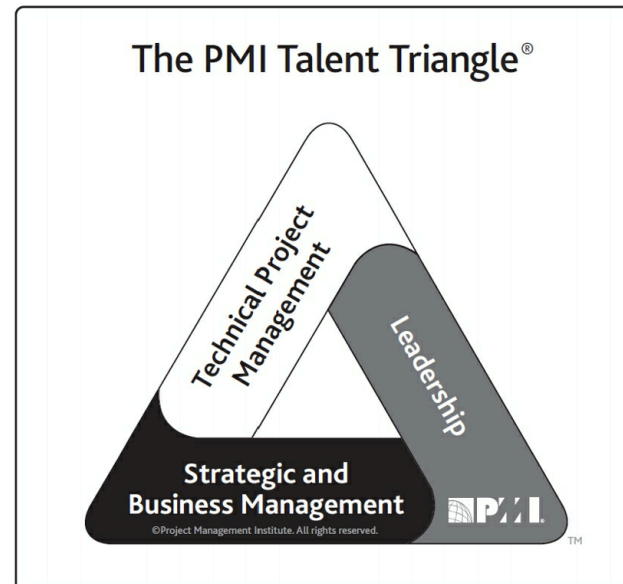 The PMI Talent Triangle®
Technical Project
Management
Leadership
Strategic and
Business Management
©Project Management Institute. All rights reserved.
PMI
TM